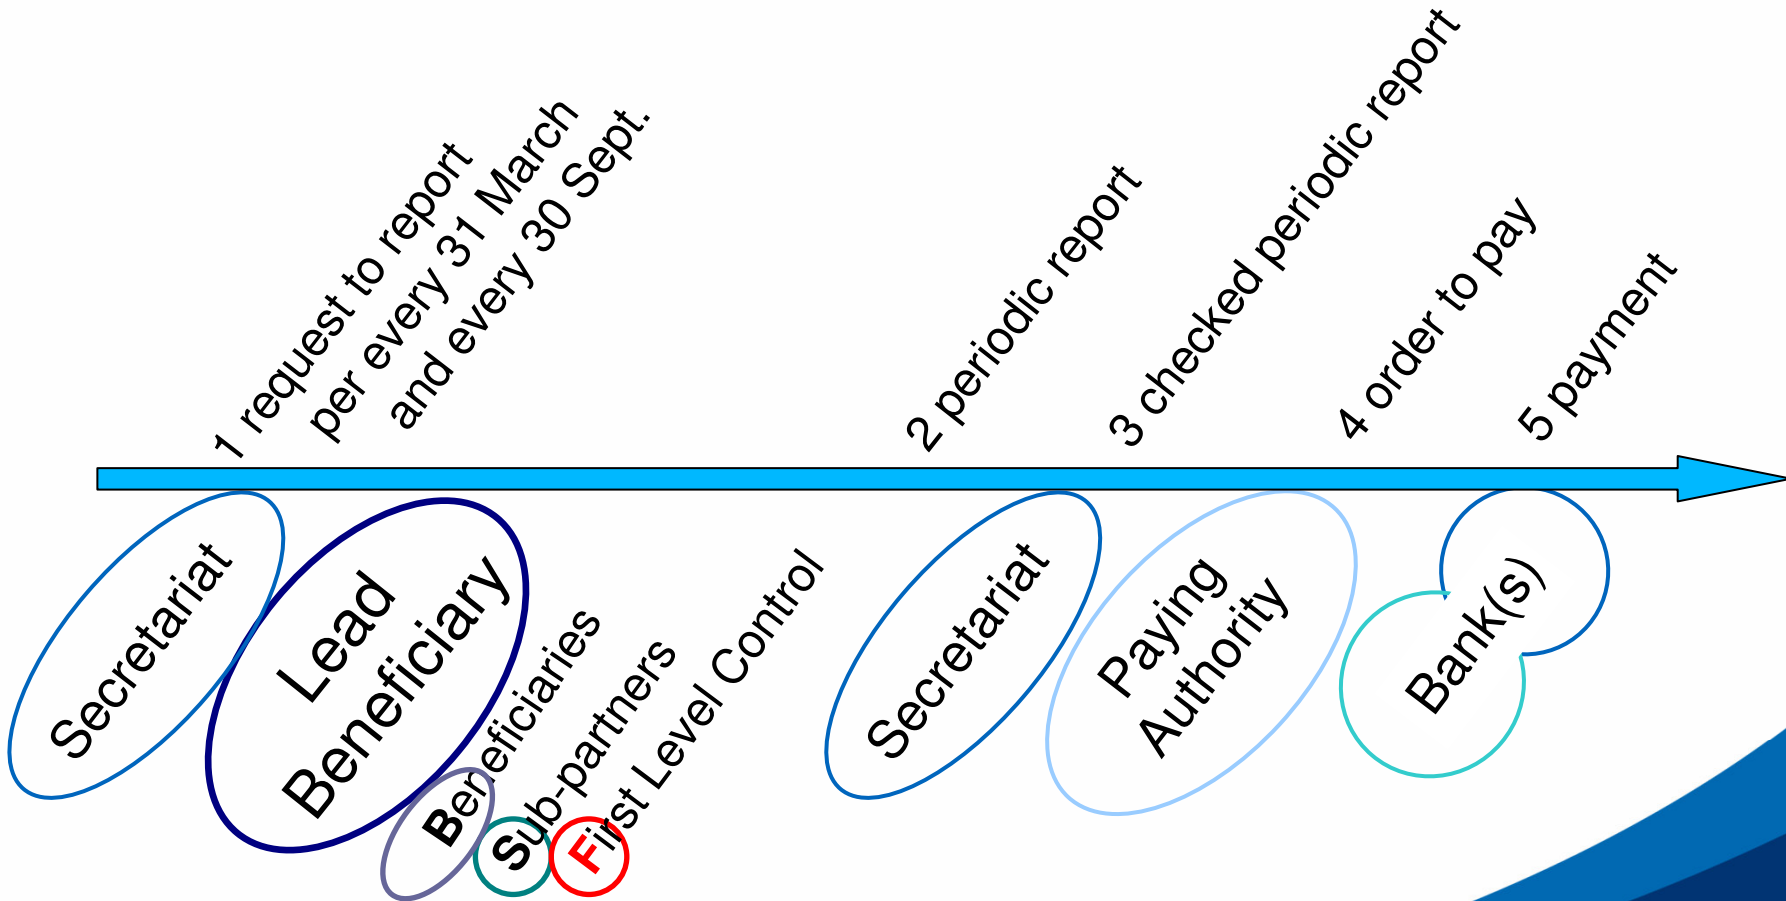 1 request to report
per every 31 March
and every 30 Sept.
2 periodic report
3 checked periodic report
4 order to pay
5 payment
Secretariat
Lead
Beneficiary
Beneficiaries
Sub-partners
First Level Control
Secretariat
Paying
Authority
Bank(s)